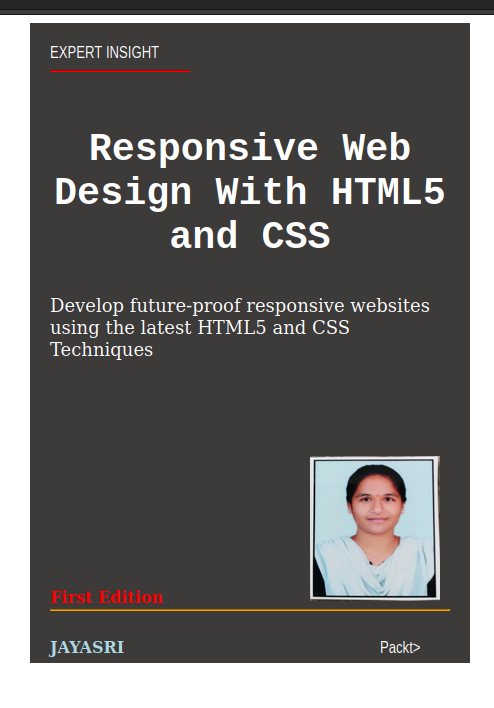 EXPERT INSIGHT
Responsive Web
Design With HTML5
and CSS
Develop future-proof responsive websites
using the latest HTML5 and CSS
Techniques
First Edition
JAYASRI
Packt>